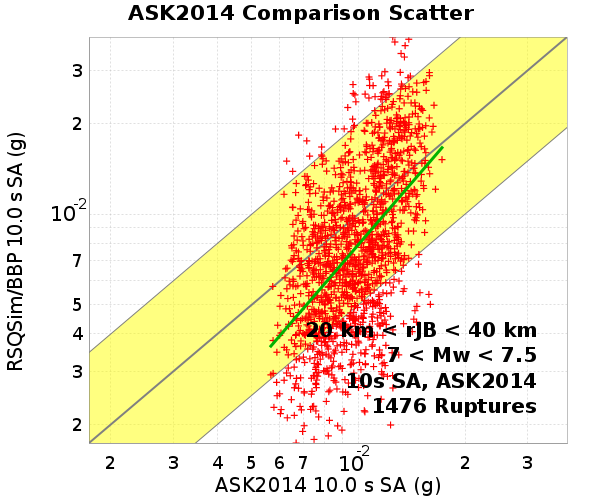 ASK2014 Comparison Scatter
RSQSim/BBP 10.0 s SA (g)
3
2
10-2
7
5
4
3
2
20 km < rJB < 40 km
7 < Mw < 7.5
10s SA, ASK2014
1476 Ruptures
2 3 4 5 6 7 10-2 2 3
ASK2014 10.0 s SA (g)